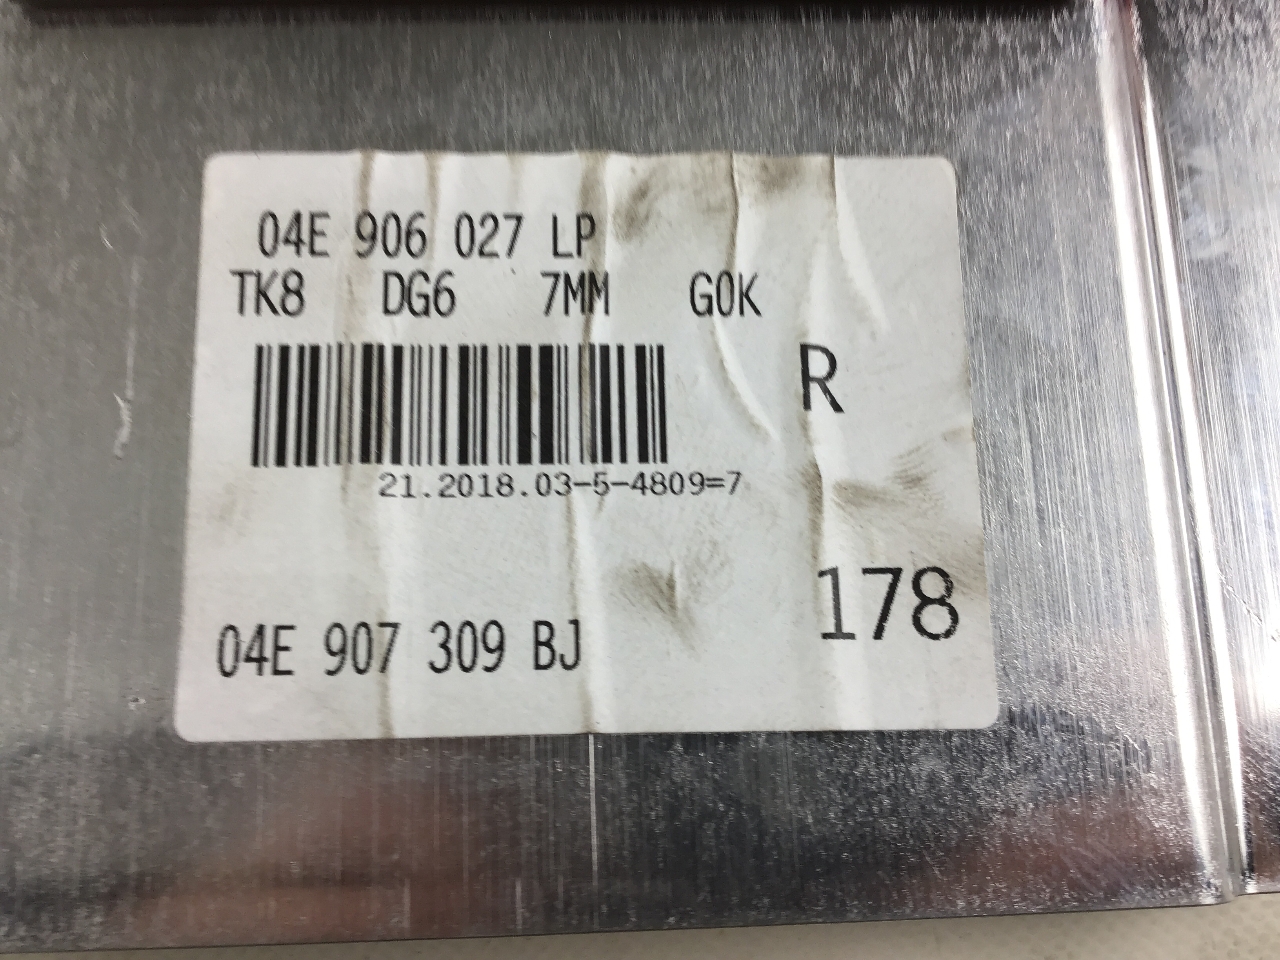 04E 906 027 LP
TK8 DG6 7MM G0K
R
21.2018.03-5-4809=7
178
04E 907 309 BJ